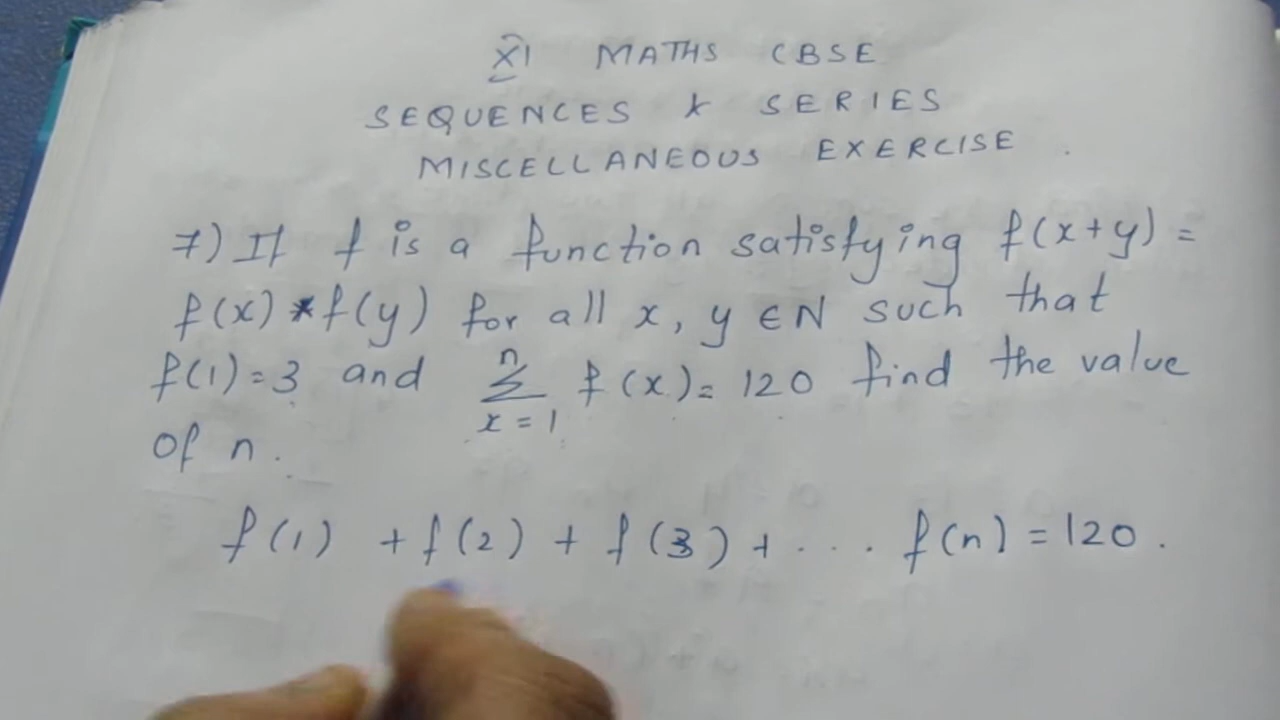 XI MATHS CBSE
SEQUENCES & SERIES
MISCELLANEOUS EXERCISE
7) If f is a function satisfying f(x+y) =
f(x) * f(y) for all x, y ∈ N such that
f(1) = 3 and n∑x=1 f(x) = 120 find the value
of n.
f(1) + f(2) + f(3) + ... f(n) = 120.